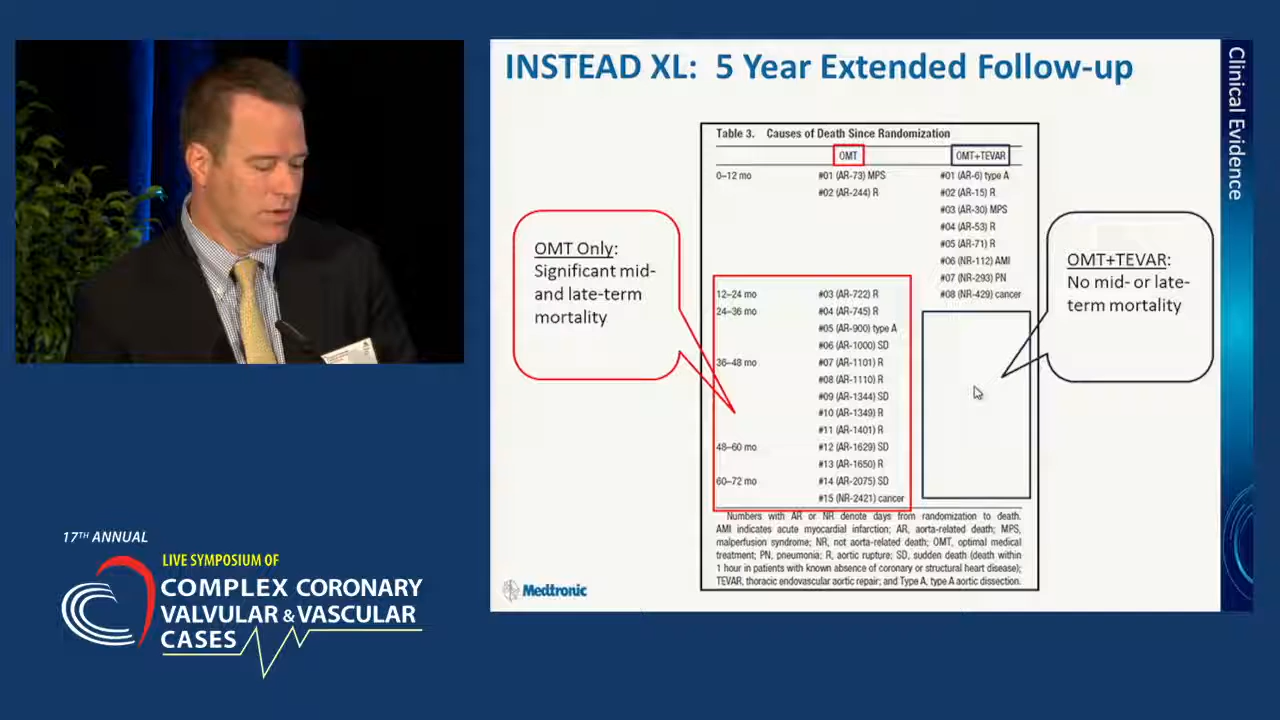 INSTEAD XL: 5 Year Extended Follow-up
Clinical Evidence
Table 3. Causes of Death Since Randomization
OMT OMT+TEVAR
0–12 mo #01 (AR-73) MPS #01 (AR-6) type A
#02 (AR-244) R #02 (AR-15) R
#03 (AR-30) MPS
#04 (AR-53) R
#05 (AR-71) R
#06 (NR-112) AMI
#07 (NR-293) PN
12–24 mo #03 (AR-722) R #08 (NR-429) cancer
24–36 mo #04 (AR-745) R
#05 (AR-900) type A
#06 (AR-1000) SD
36–48 mo #07 (AR-1101) R
#08 (AR-1110) R
#09 (AR-1344) SD
#10 (AR-1349) R
#11 (AR-1401) R
48–60 mo #12 (AR-1629) SD
#13 (AR-1650) R
60–72 mo #14 (AR-2075) SD
#15 (NR-2421) cancer
Numbers with AR or NR denote days from randomization to death.
AMI indicates acute myocardial infarction; AR, aorta-related death; MPS,
malperfusion syndrome; NR, not aorta-related death; OMT, optimal medical
treatment; PN, pneumonia; R, aortic rupture; SD, sudden death (death within
1 hour in patients with known absence of coronary or structural heart disease);
TEVAR, thoracic endovascular aortic repair; and Type A, type A aortic dissection.
OMT Only:
Significant mid-
and late-term
mortality
OMT+TEVAR:
No mid- or late-
term mortality
Medtronic
17TH ANNUAL
LIVE SYMPOSIUM OF
COMPLEX CORONARY
VALVULAR & VASCULAR
CASES